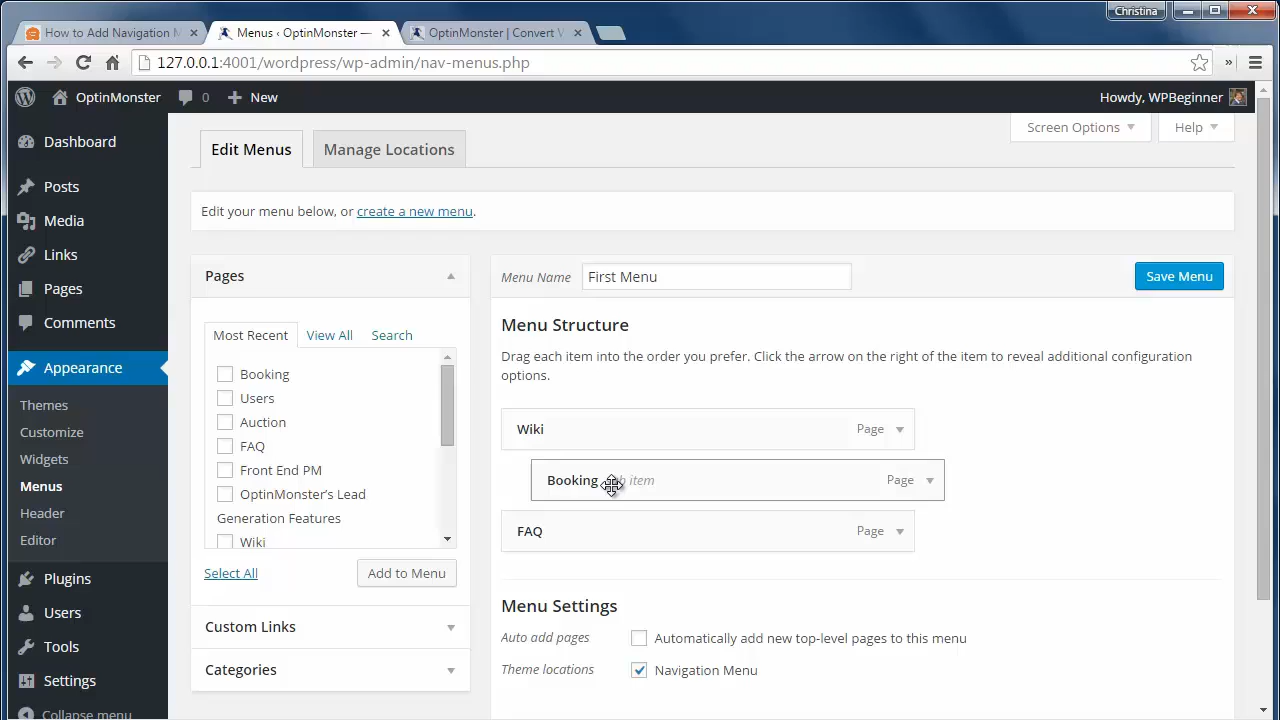 Christina
How to Add Navigation M
Menus ‹ OptinMonster —
OptinMonster | Convert V
127.0.0.1:4001/wordpress/wp-admin/nav-menus.php
OptinMonster 0 New Howdy, WPBeginner
Dashboard
Posts
Media
Links
Pages
Comments
Appearance
Themes
Customize
Widgets
Menus
Header
Editor
Plugins
Users
Tools
Settings
Collapse menu
Screen Options Help
Edit Menus Manage Locations
Edit your menu below, or create a new menu.
Pages
Most Recent View All Search
Booking
Users
Auction
FAQ
Front End PM
OptinMonster's Lead
Generation Features
Wiki
Select All Add to Menu
Custom Links
Categories
Menu Name First Menu Save Menu
Menu Structure
Drag each item into the order you prefer. Click the arrow on the right of the item to reveal additional configuration
options.
Wiki Page
Booking item Page
FAQ Page
Menu Settings
Auto add pages Automatically add new top-level pages to this menu
Theme locations Navigation Menu